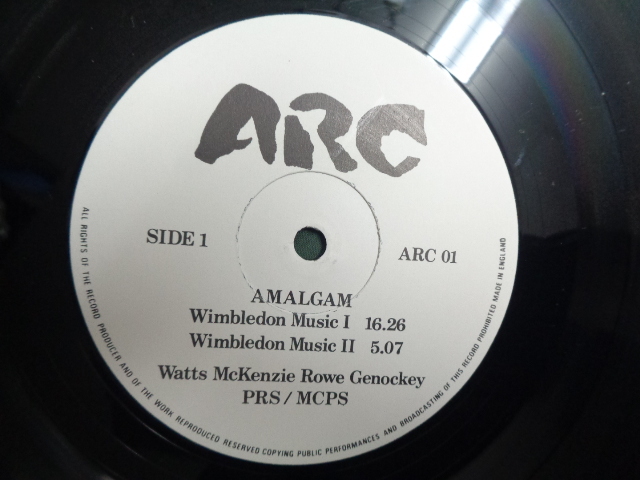 ARC
SIDE 1
ARC 01
AMALGAM
Wimbledon Music I 16.26
Wimbledon Music II 5.07
Watts McKenzie Rowe Genockey
PRS / MCPS
ALL RIGHTS OF THE RECORD PRODUCER AND OF THE WORK REPRODUCED RESERVED COPYING PUBLIC PERFORMANCES AND BROADCASTING OF THIS RECORD PROHIBITED MADE IN ENGLAND